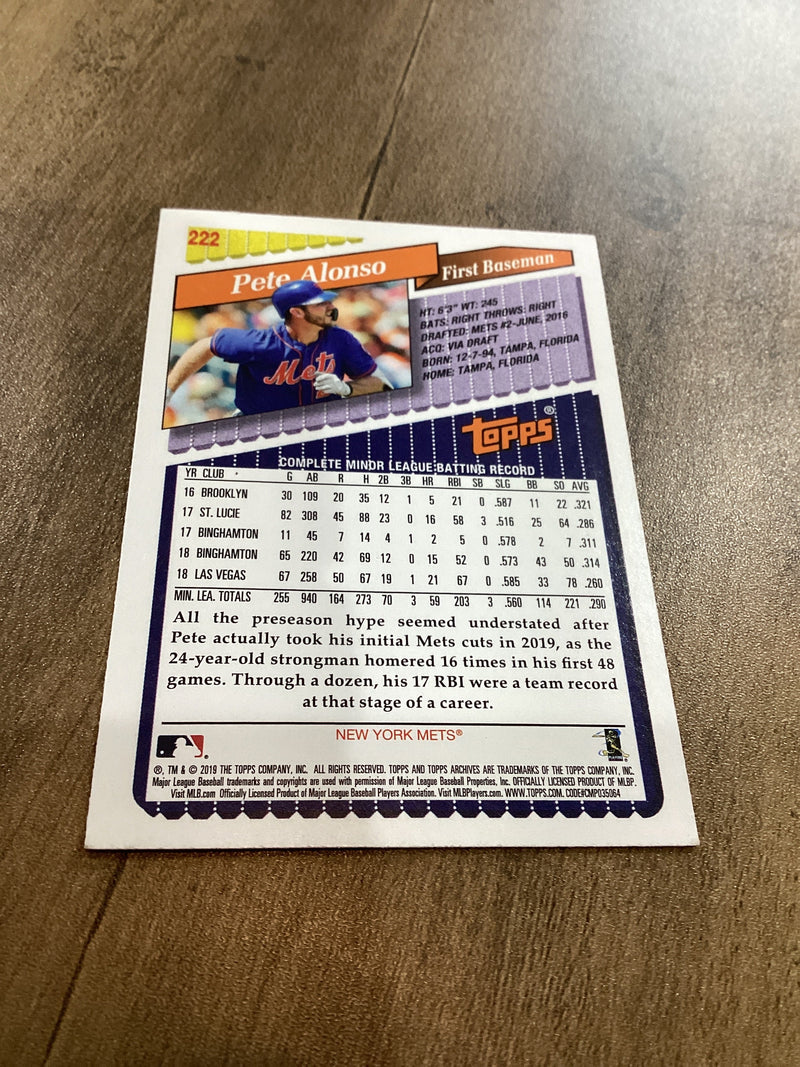 222
Pete Alonso
First Baseman
HT: 6'3" WT: 245
BATS: RIGHT THROWS: RIGHT
DRAFTED: METS #2-JUNE, 2016
ACQ: VIA DRAFT
BORN: 12-7-94, TAMPA, FLORIDA
HOME: TAMPA, FLORIDA
Mets
Topps®
COMPLETE MINOR LEAGUE BATTING RECORD
YR CLUB G AB R H 2B 3B HR RBI SB SLG BB SO AVG
16 BROOKLYN 30 109 20 35 12 1 5 21 0 .587 11 22 .321
17 ST. LUCIE 82 308 45 88 23 0 16 58 3 .516 25 64 .286
17 BINGHAMTON 11 45 7 14 4 1 2 5 0 .578 2 7 .311
18 BINGHAMTON 65 220 42 69 12 0 15 52 0 .573 43 50 .314
18 LAS VEGAS 67 258 50 67 19 1 21 67 0 .585 33 78 .260
MIN. LEA. TOTALS 255 940 164 273 70 3 59 203 3 .560 114 221 .290
All the preseason hype seemed understated after
Pete actually took his initial Mets cuts in 2019, as the
24-year-old strongman homered 16 times in his first 48
games. Through a dozen, his 17 RBI were a team record
at that stage of a career.
NEW YORK METS®
®, TM & © 2019 THE TOPPS COMPANY, INC. ALL RIGHTS RESERVED. TOPPS AND TOPPS ARCHIVES ARE TRADEMARKS OF THE TOPPS COMPANY, INC.
Major League Baseball trademarks and copyrights are used with permission of Major League Baseball Properties, Inc. OFFICIALLY LICENSED PRODUCT OF MLBP.
Visit MLB.com Officially Licensed Product of Major League Baseball Players Association. Visit MLBPlayers.com. WWW.TOPPS.COM. CODE#CMP035064